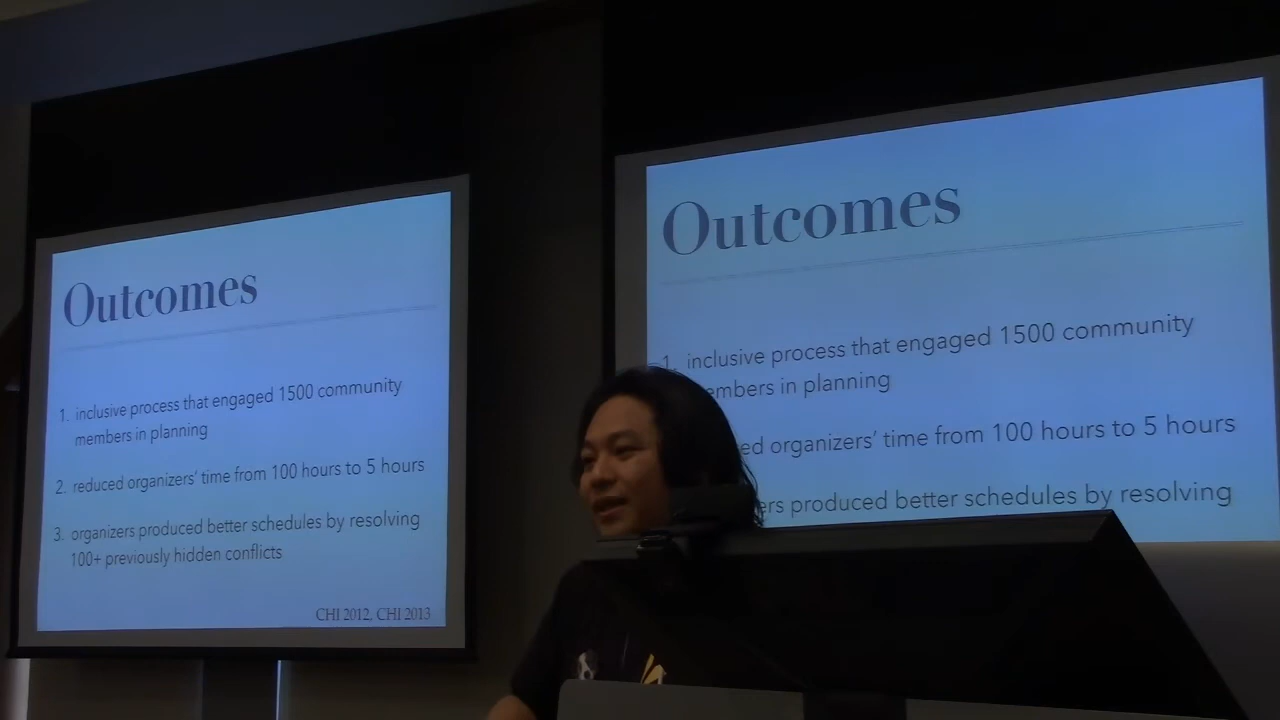 Outcomes
1. inclusive process that engaged 1500 community
members in planning
2. reduced organizers' time from 100 hours to 5 hours
3. organizers produced better schedules by resolving
100+ previously hidden conflicts
CHI 2012, CHI 2013
Outcomes
1. inclusive process that engaged 1500 community
embers in planning
ed organizers' time from 100 hours to 5 hours
ers produced better schedules by resolving